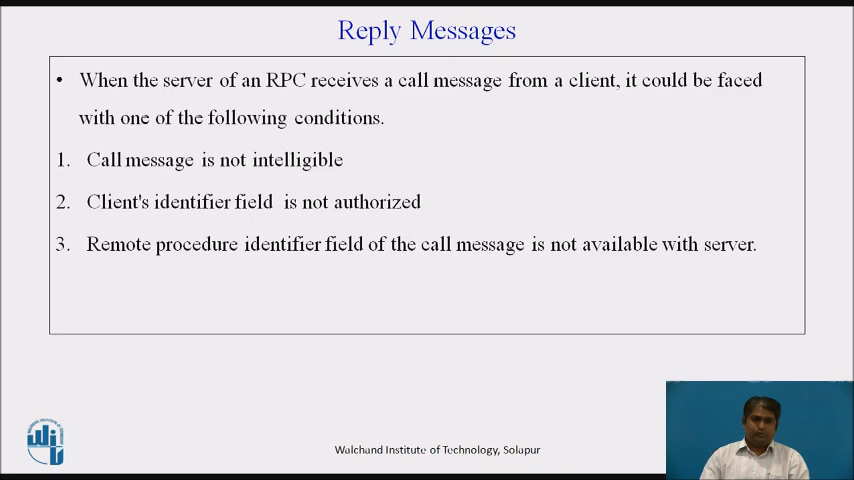 Reply Messages
• When the server of an RPC receives a call message from a client, it could be faced
with one of the following conditions.
1. Call message is not intelligible
2. Client's identifier field is not authorized
3. Remote procedure identifier field of the call message is not available with server.
Walchand Institute of Technology, Solapur